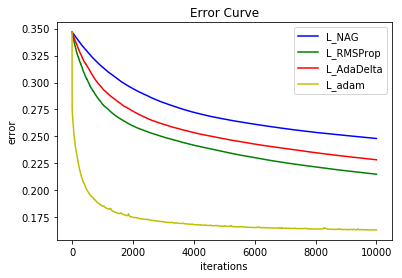 Error Curve
error
0.350
0.325
0.300
0.275
0.250
0.225
0.200
0.175
L_NAG
L_RMSProp
L_AdaDelta
L_adam
0 2000 4000 6000 8000 10000
iterations